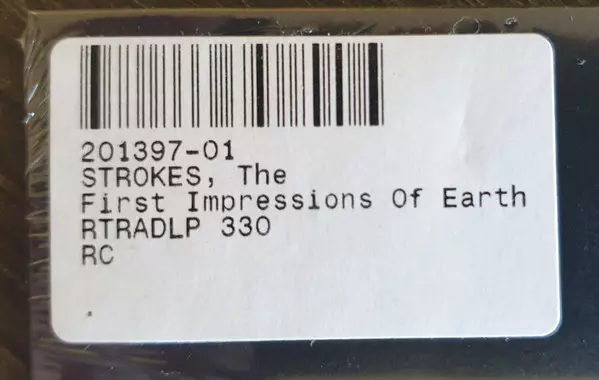 201397-01
STROKES, The
First Impressions Of Earth
RTRADLP 330
RC